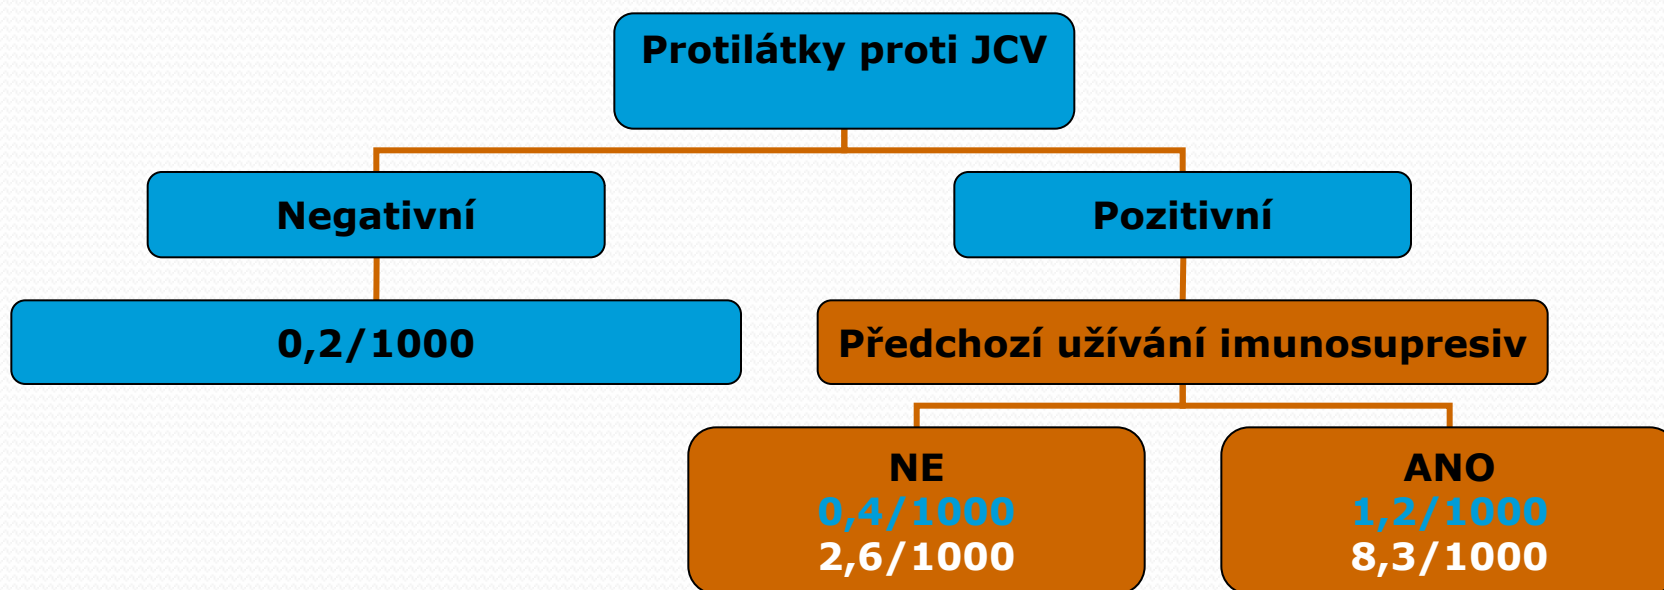 Protilátky proti JCV
Negativní
Pozitivní
0,2/1000
Předchozí užívání imunosupresiv
NE
0,4/1000
2,6/1000
ANO
1,2/1000
8,3/1000